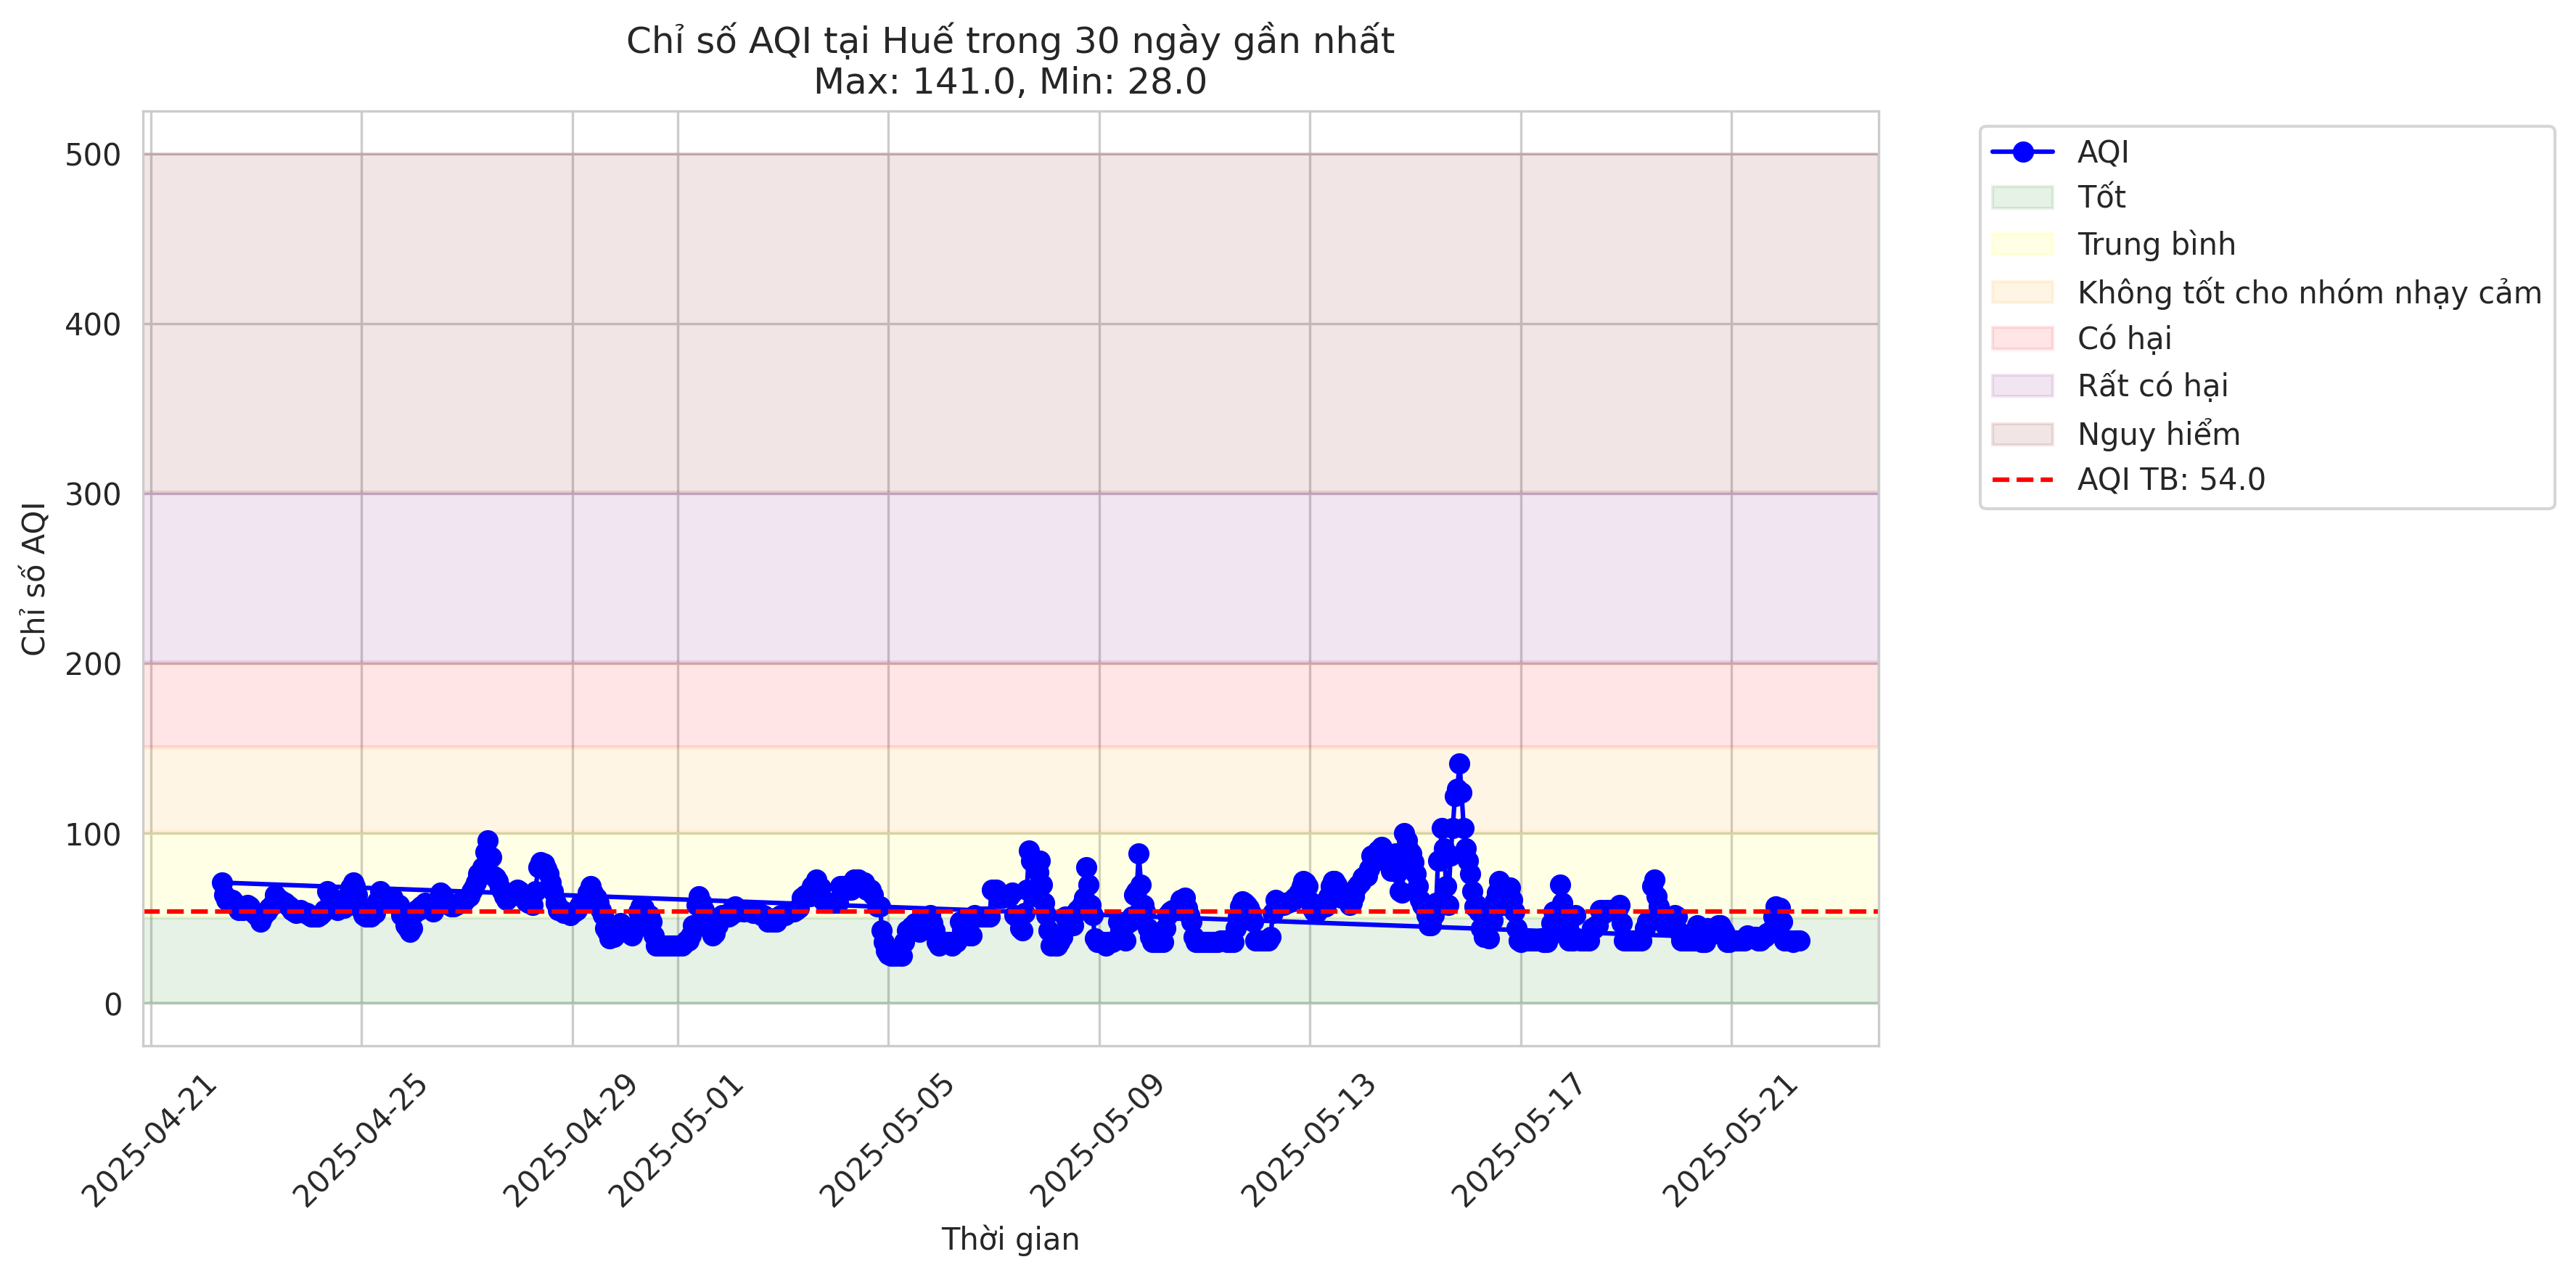 Chỉ số AQI tại Huế trong 30 ngày gần nhất
Max: 141.0, Min: 28.0
Chỉ số AQI
500
400
300
200
100
0
2025-04-21
2025-04-25
2025-04-29
2025-05-01
2025-05-05
2025-05-09
2025-05-13
2025-05-17
2025-05-21
Thời gian
AQI
Tốt
Trung bình
Không tốt cho nhóm nhạy cảm
Có hại
Rất có hại
Nguy hiểm
AQI TB: 54.0